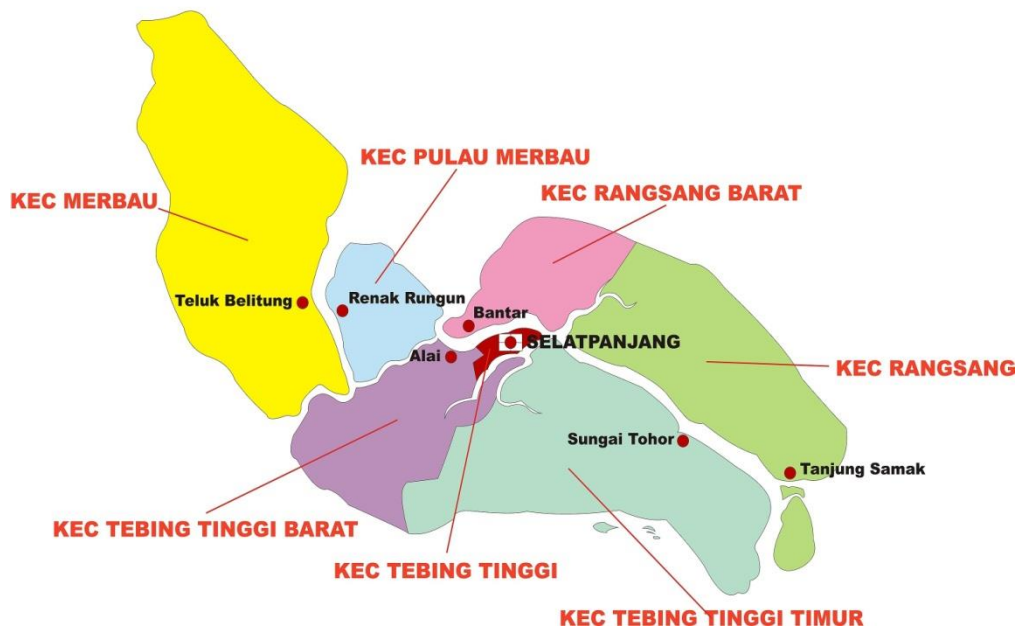 KEC PULAU MERBAU
KEC RANGSANG BARAT
KEC MERBAU
Teluk Belitung
Renak Rungun
Bantar
Alai
SELATPANJANG
KEC RANGSANG
Sungai Tohor
Tanjung Samak
KEC TEBING TINGGI BARAT
KEC TEBING TINGGI
KEC TEBING TINGGI TIMUR